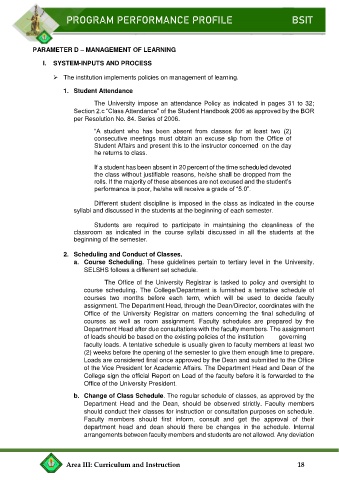 PROGRAM PERFORMANCE PROFILE BSIT
PARAMETER D – MANAGEMENT OF LEARNING
I. SYSTEM-INPUTS AND PROCESS
➢ The institution implements policies on management of learning.
1. Student Attendance
The University impose an attendance Policy as indicated in pages 31 to 32;
Section 2.c "Class Attendance" of the Student Handbook 2006 as approved by the BOR
per Resolution No. 84. Series of 2006.
"A student who has been absent from classss for at least two (2)
consecutive meetings must obtain an excuse slip from the Office of
Student Affairs and present this to the instructor concerned on the day
he returns to class.
If a student has been absent in 20 percent of the time scheduled devoted
the class without justifiable reasons, he/she shall be dropped from the
rolls. If the majority of these absences are not excused and the student's
performance is poor, he/she will receive a grade of "5.0".
Different student discipline is imposed in the class as indicated in the course
syllabi and discussed in the students at the beginning of each semester.
Students are required to participate in maintaining the cleanliness of the
classroom as indicated in the course syllabi discussed in all the students at the
beginning of the semester.
2. Scheduling and Conduct of Classes.
a. Course Scheduling. These guidelines pertain to tertiary level in the University.
SELSHS follows a different set schedule.
The Office of the University Registrar is tasked to policy and oversight to
course scheduling. The College/Department is furnished a tentative schedule of
courses two months before each term, which will be used to decide faculty
assignment. The Department Head, through the Dean/Director, coordinates with the
Office of the University Registrar on matters concerning the final scheduling of
courses as well as room assignment. Faculty schedules are prepared by the
Department Head after due consultations with the faculty members. The assignment
of loads should be based on the existing policies of the institution governing
faculty loads. A tentative schedule is usually given to faculty members at least two
(2) weeks before the opening of the semester to give them enough time to prepare.
Loads are considered final once approved by the Dean and submitted to the Office
of the Vice President for Academic Affairs. The Department Head and Dean of the
College sign the official Report on Load of the faculty before it is forwarded to the
Office of the University President.
b. Change of Class Schedule. The regular schedule of classes, as approved by the
Department Head and the Dean, should be observed strictly. Faculty members
should conduct their classes for instruction or consultation purposes on schedule.
Faculty members should first inform, consult and get the approval of their
department head and dean should there be changes in the schedule. Internal
arrangements between faculty members and students are not allowed. Any deviation
Area III: Curriculum and Instruction 18